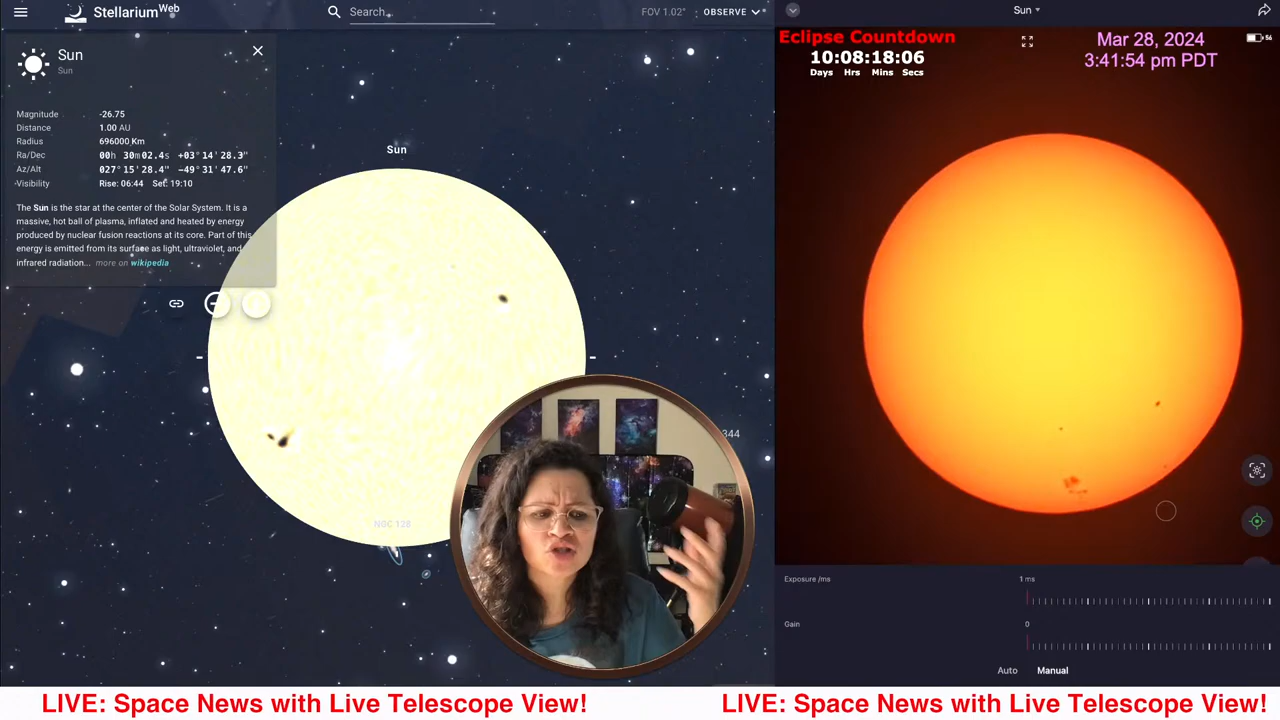 StellariumWeb
Search...
FOV 1.02°
OBSERVE
Sun
Sun
Magnitude -26.75
Distance 1.00 AU
Radius 696000 Km
Ra/Dec 00h 30m02.4s +03°14'28.3"
Az/Alt 027°15'28.4" -49°31'47.6"
Visibility Rise: 06:44 Set: 19:10
The Sun is the star at the center of the Solar System. It is a
massive, hot ball of plasma, inflated and heated by energy
produced by nuclear fusion reactions at its core. Part of this
energy is emitted from its surface as light, ultraviolet, and
infrared radiation... more on wikipedia
Sun
NGC 128
344
Sun
Eclipse Countdown
10:08:18:06
Days Hrs Mins Secs
Mar 28, 2024
3:41:54 pm PDT
56
Exposure /ms
1 ms
Gain
0
Auto
Manual
LIVE: Space News with Live Telescope View!
LIVE: Space News with Live Telescope View!